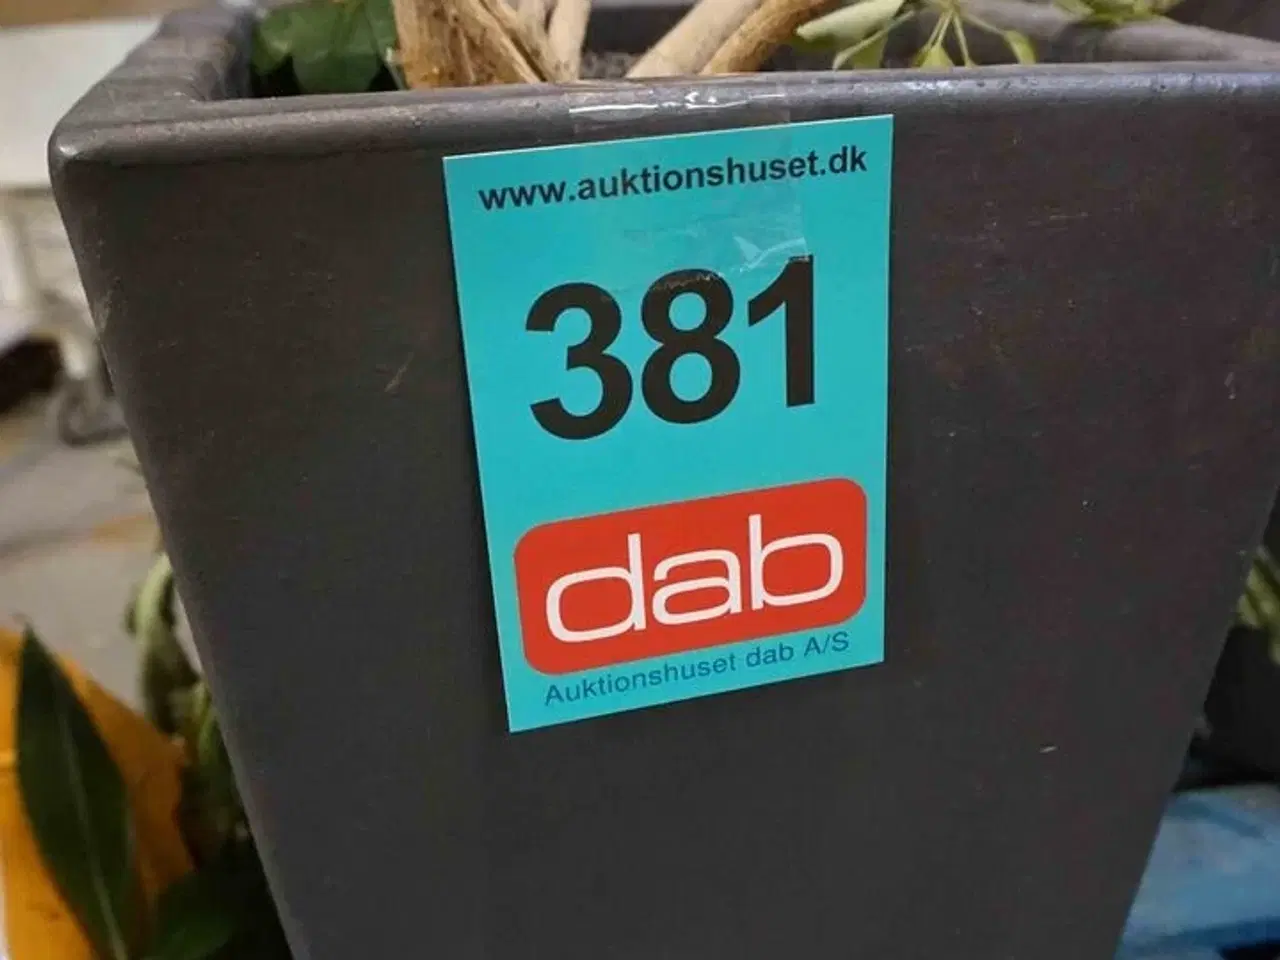 www.auktionshuset.dk
381
dab
Auktionshuset dab A/S